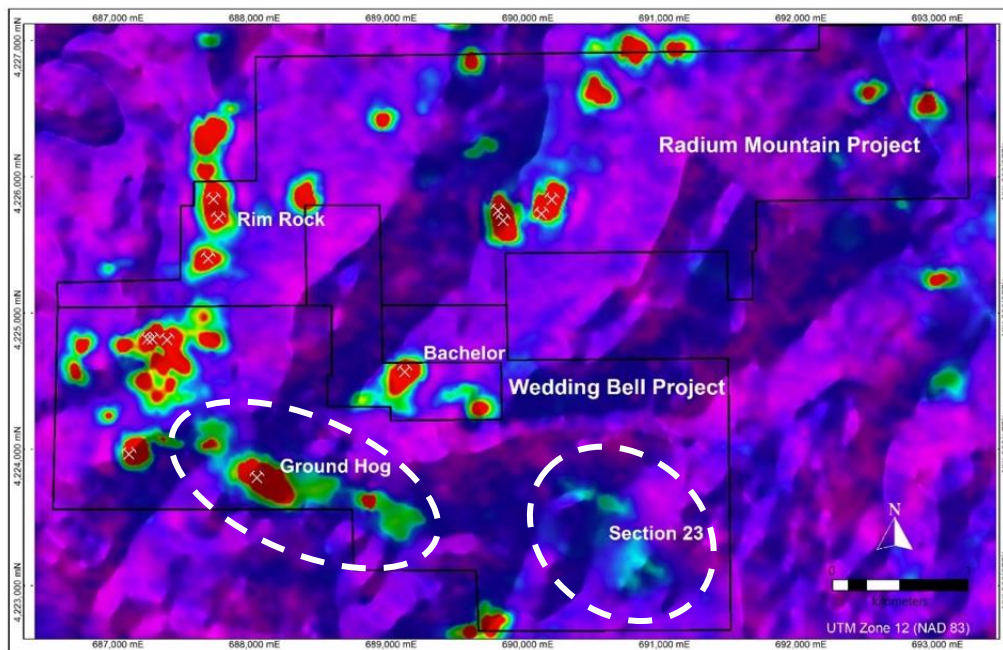 687,000 mE 688,000 mE 689,000 mE 690,000 mE 691,000 mE 692,000 mE 693,000 mE
4,227,000 mN
Radium Mountain Project
4,226,000 mN
Rim Rock
4,225,000 mN
Bachelor
Wedding Bell Project
4,224,000 mN
Ground Hog
N
Section 23
4,223,000 mN
0
kilometers
UTM Zone 12 (NAD 83)
687,000 mE 688,000 mE 689,000 mE 690,000 mE 691,000 mE 692,000 mE 693,000 mE